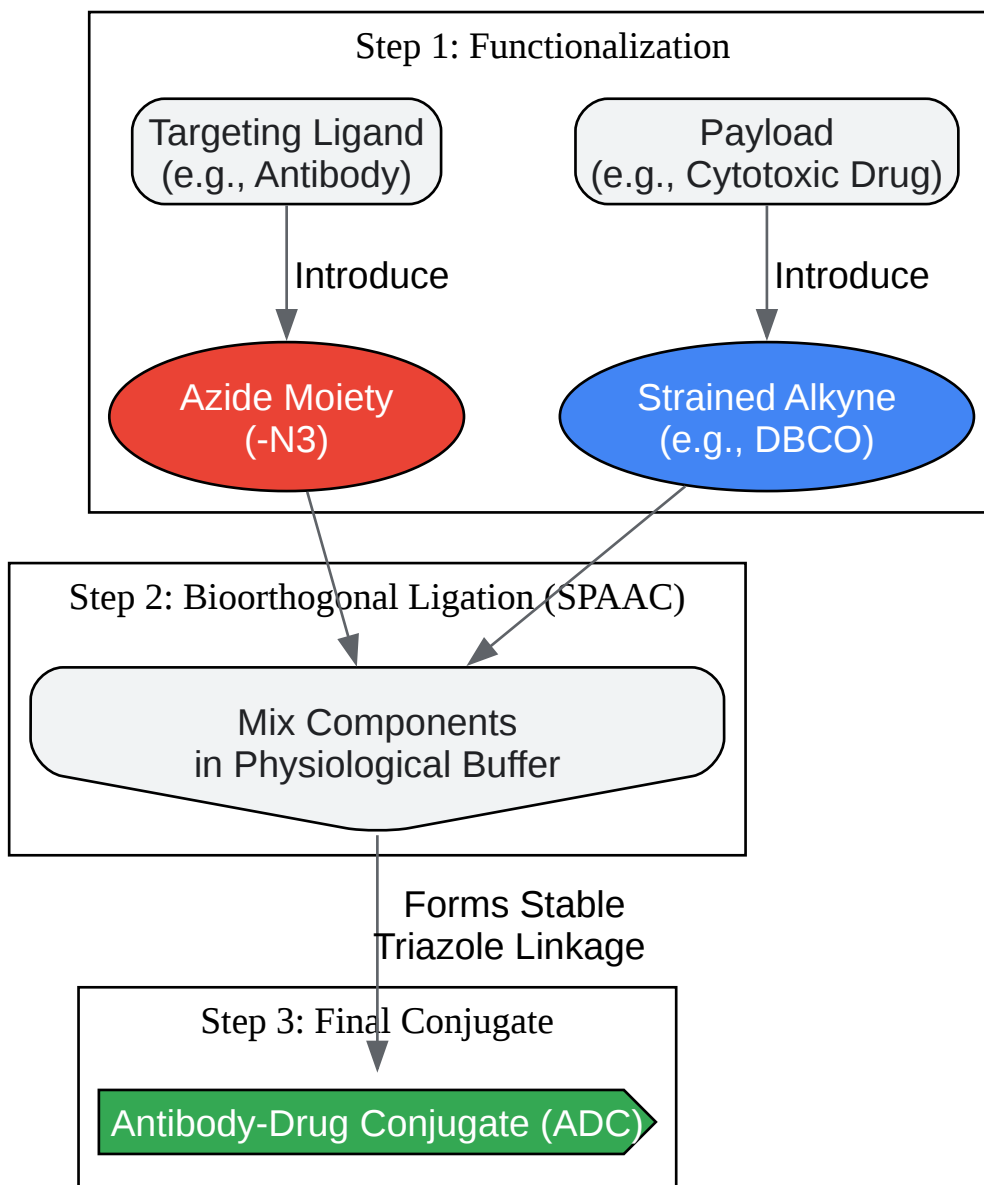 Step 1: Functionalization
Targeting Ligand
(e.g., Antibody)
Payload
(e.g., Cytotoxic Drug)
Introduce
Introduce
Azide Moiety
(-N3)
Strained Alkyne
(e.g., DBCO)
Step 2: Bioorthogonal Ligation (SPAAC)
Mix Components
in Physiological Buffer
Forms Stable
Triazole Linkage
Step 3: Final Conjugate
Antibody-Drug Conjugate (ADC)